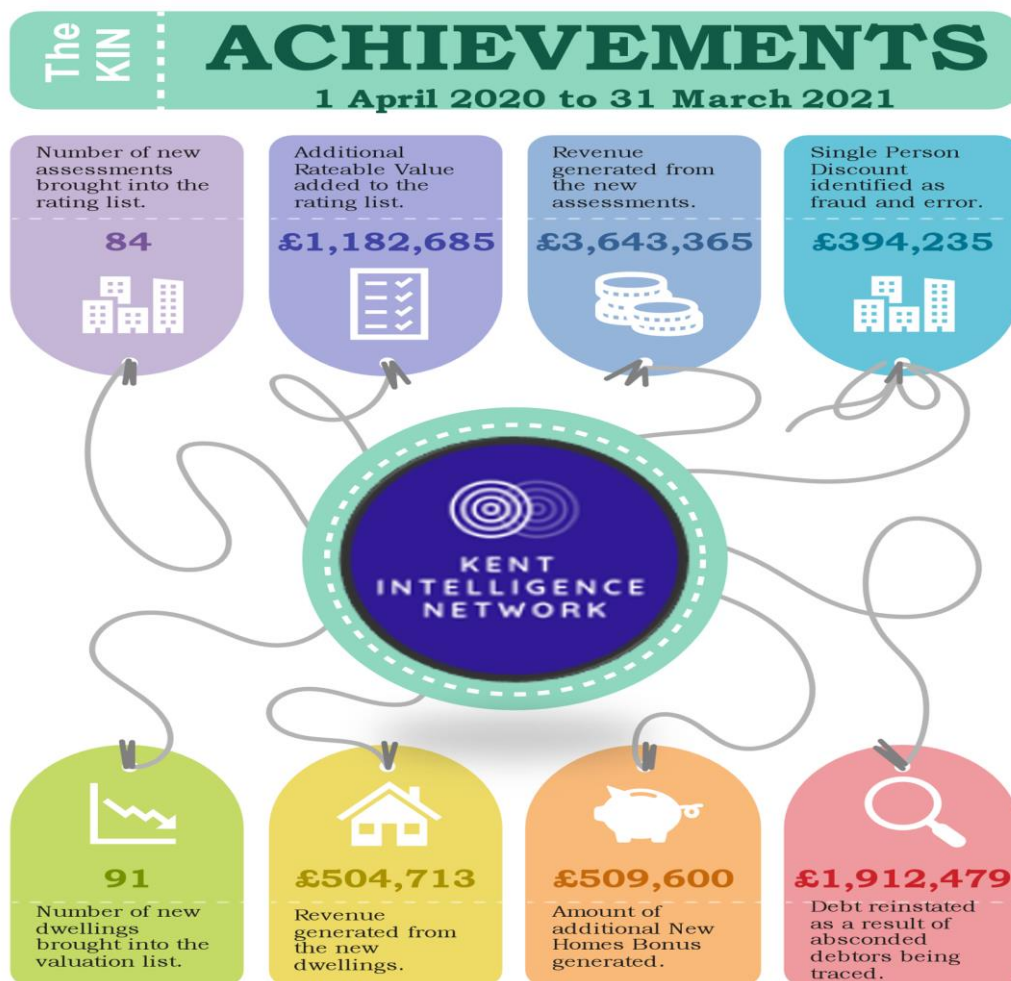 The
KIN
ACHIEVEMENTS
1 April 2020 to 31 March 2021
Number of new
assessments
brought into the
rating list.
84
Additional
Rateable Value
added to the
rating list.
£1,182,685
Revenue
generated from
the new
assessments.
£3,643,365
Single Person
Discount
identified as
fraud and error.
£394,235
KENT
INTELLIGENCE
NETWORK
91
Number of new
dwellings
brought into the
valuation list.
£504,713
Revenue
generated from
the new
dwellings.
£509,600
Amount of
additional New
Homes Bonus
generated.
£1,912,479
Debt reinstated
as a result of
absconded
debtors being
traced.